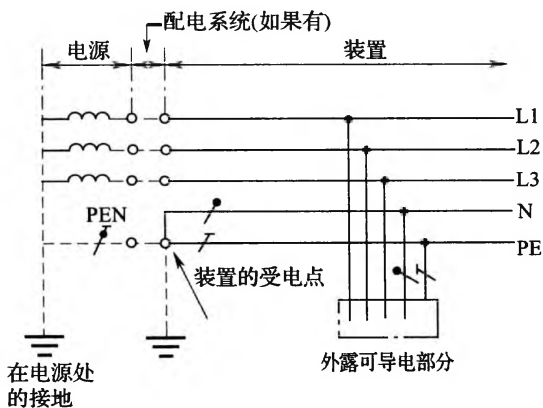 配电系统(如果有)
电源
装置
L1
L2
L3
PEN
N
PE
装置的受电点
在电源处
的接地
外露可导电部分